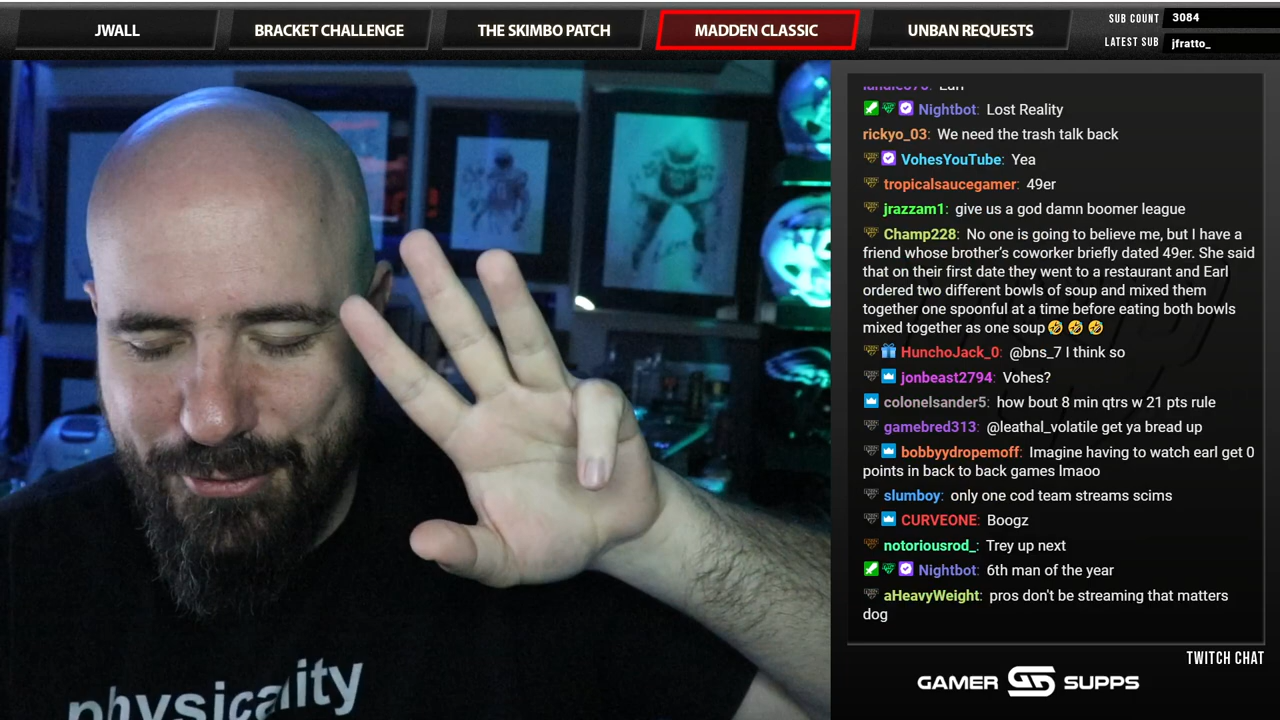 JWALL
BRACKET CHALLENGE
THE SKIMBO PATCH
MADDEN CLASSIC
UNBAN REQUESTS
SUB COUNT 3084
LATEST SUB jfratto_
Nightbot: Lost Reality
rickyo_03: We need the trash talk back
VohesYouTube: Yea
tropicalsaucegamer: 49er
jrazzam1: give us a god damn boomer league
Champ228: No one is going to believe me, but I have a
friend whose brother's coworker briefly dated 49er. She said
that on their first date they went to a restaurant and Earl
ordered two different bowls of soup and mixed them
together one spoonful at a time before eating both bowls
mixed together as one soup🤣 🤣 🤣
HunchoJack_0: @bns_7 I think so
jonbeast2794: Vohes?
colonelsander5: how bout 8 min qtrs w 21 pts rule
gamebred313: @leathal_volatile get ya bread up
bobbyydropemoff: Imagine having to watch earl get 0
points in back to back games lmaoo
slumboy: only one cod team streams scims
CURVEONE: Boogz
notoriousrod_: Trey up next
Nightbot: 6th man of the year
aHeavyWeight: pros don't be streaming that matters
dog
TWITCH CHAT
GAMER SUPPS
physicality